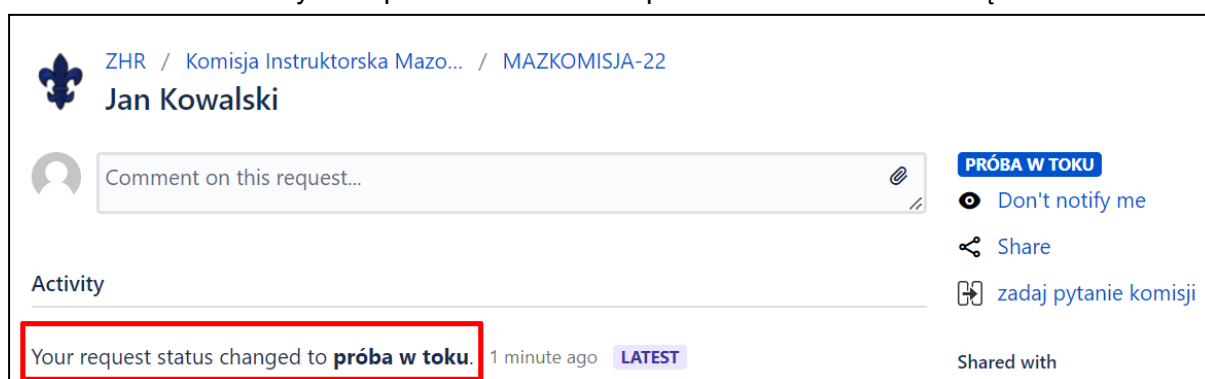 ZHR / Komisja Instruktorska Mazo... / MAZKOMISJA-22
Jan Kowalski
Comment on this request...
PRÓBA W TOKU
Don't notify me
Share
zadaj pytanie komisji
Activity
Your request status changed to próba w toku. 1 minute ago LATEST
Shared with